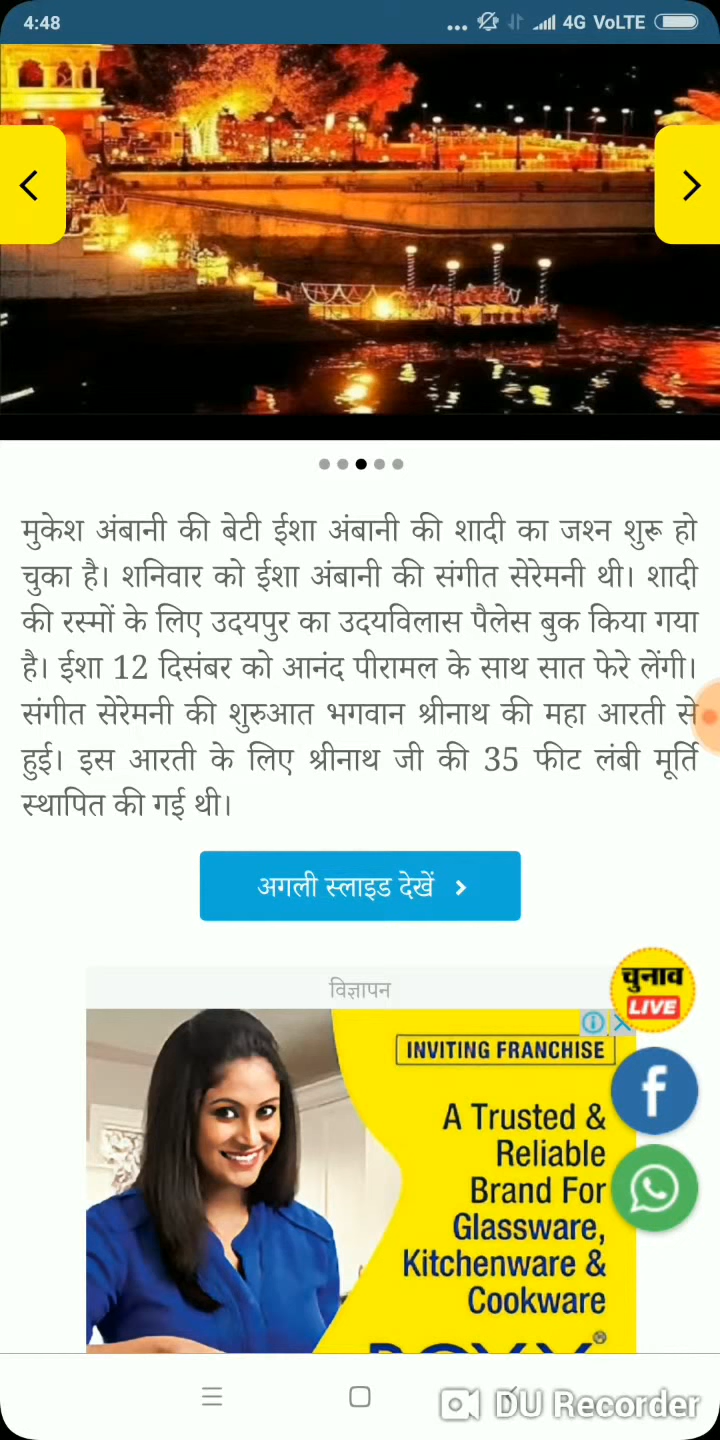 4:48
4G VoLTE
मुकेश अंबानी की बेटी ईशा अंबानी की शादी का जश्न शुरू हो
चुका है। शनिवार को ईशा अंबानी की संगीत सेरेमनी थी। शादी
की रस्मों के लिए उदयपुर का उदयविलास पैलेस बुक किया गया
है। ईशा 12 दिसंबर को आनंद पीरामल के साथ सात फेरे लेंगी।
संगीत सेरेमनी की शुरुआत भगवान श्रीनाथ की महा आरती से
हुई। इस आरती के लिए श्रीनाथ जी की 35 फीट लंबी मूर्ति
स्थापित की गई थी।
अगली स्लाइड देखें
चुनाव
LIVE
विज्ञापन
INVITING FRANCHISE
A Trusted &
Reliable
Brand For
Glassware,
Kitchenware &
Cookware
DU Recorder